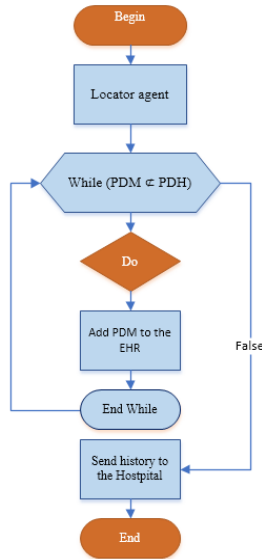 Begin
Locator agent
While (PDM ⊄ PDH)
Do
Add PDM to the
EHR
False
End While
Send history to
the Hostpital
End